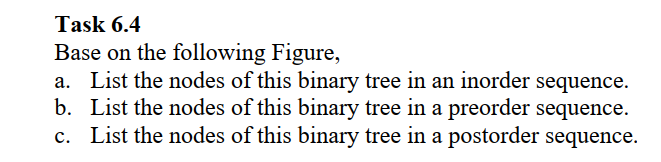 Task 6.4
Base on the following Figure,
a. List the nodes of this binary tree in an inorder sequence.
b. List the nodes of this binary tree in a preorder sequence.
c. List the nodes of this binary tree in a postorder sequence.